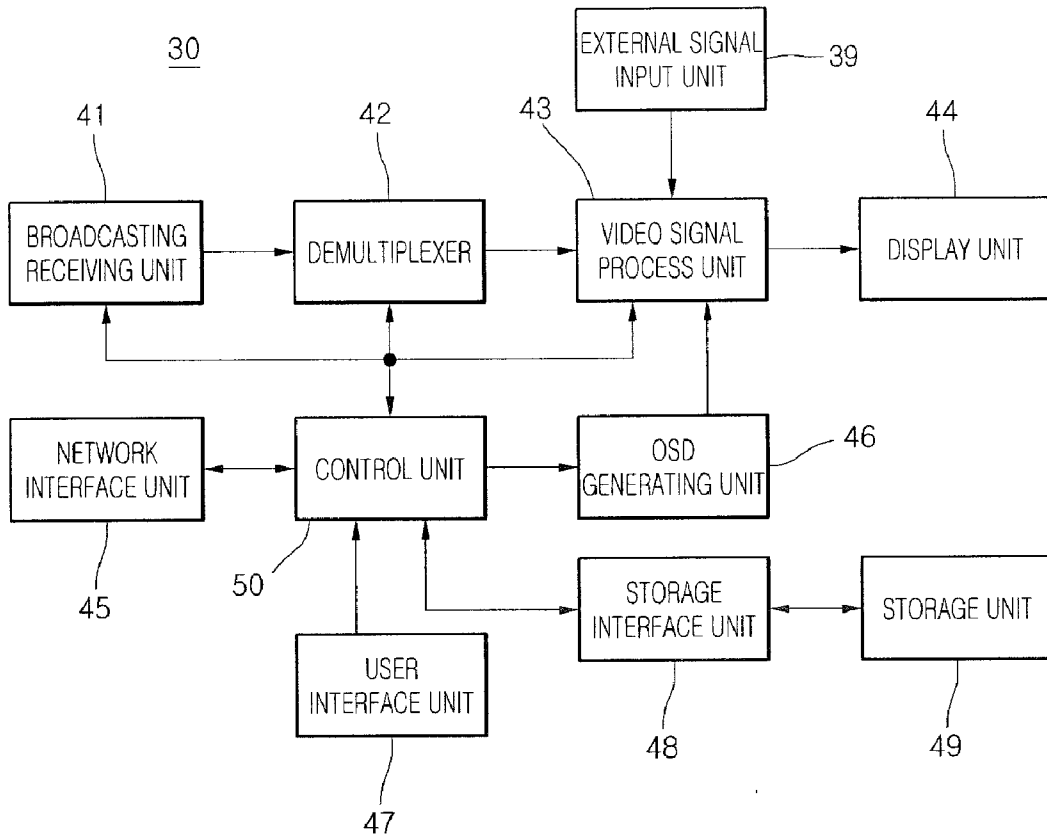 30
EXTERNAL SIGNAL
INPUT UNIT
39
41
42
43
44
BROADCASTING
RECEIVING UNIT
DEMULTIPLEXER
VIDEO SIGNAL
PROCESS UNIT
DISPLAY UNIT
NETWORK
INTERFACE UNIT
CONTROL UNIT
OSD
GENERATING UNIT
46
45
50
STORAGE
INTERFACE UNIT
STORAGE UNIT
USER
INTERFACE UNIT
48
49
47